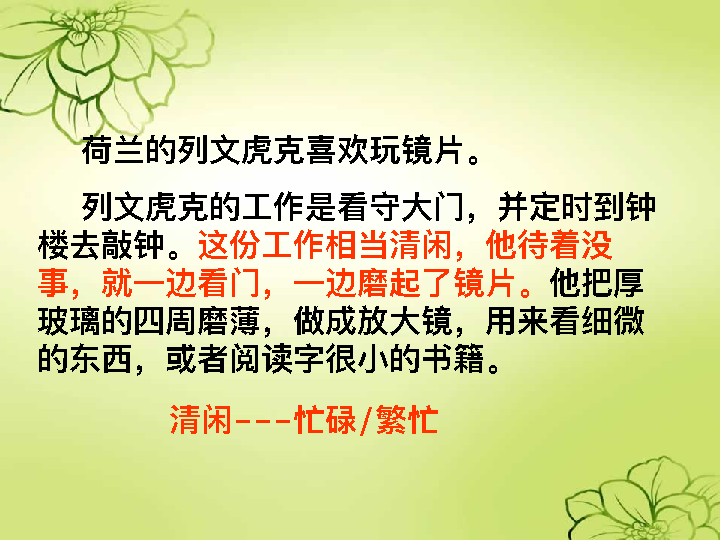 荷兰的列文虎克喜欢玩镜片。
列文虎克的工作是看守大门，并定时到钟
楼去敲钟。这份工作相当清闲，他待着没
事，就一边看门，一边磨起了镜片。他把厚
玻璃的四周磨薄，做成放大镜，用来看细微
的东西，或者阅读字很小的书籍。
清闲---忙碌/繁忙